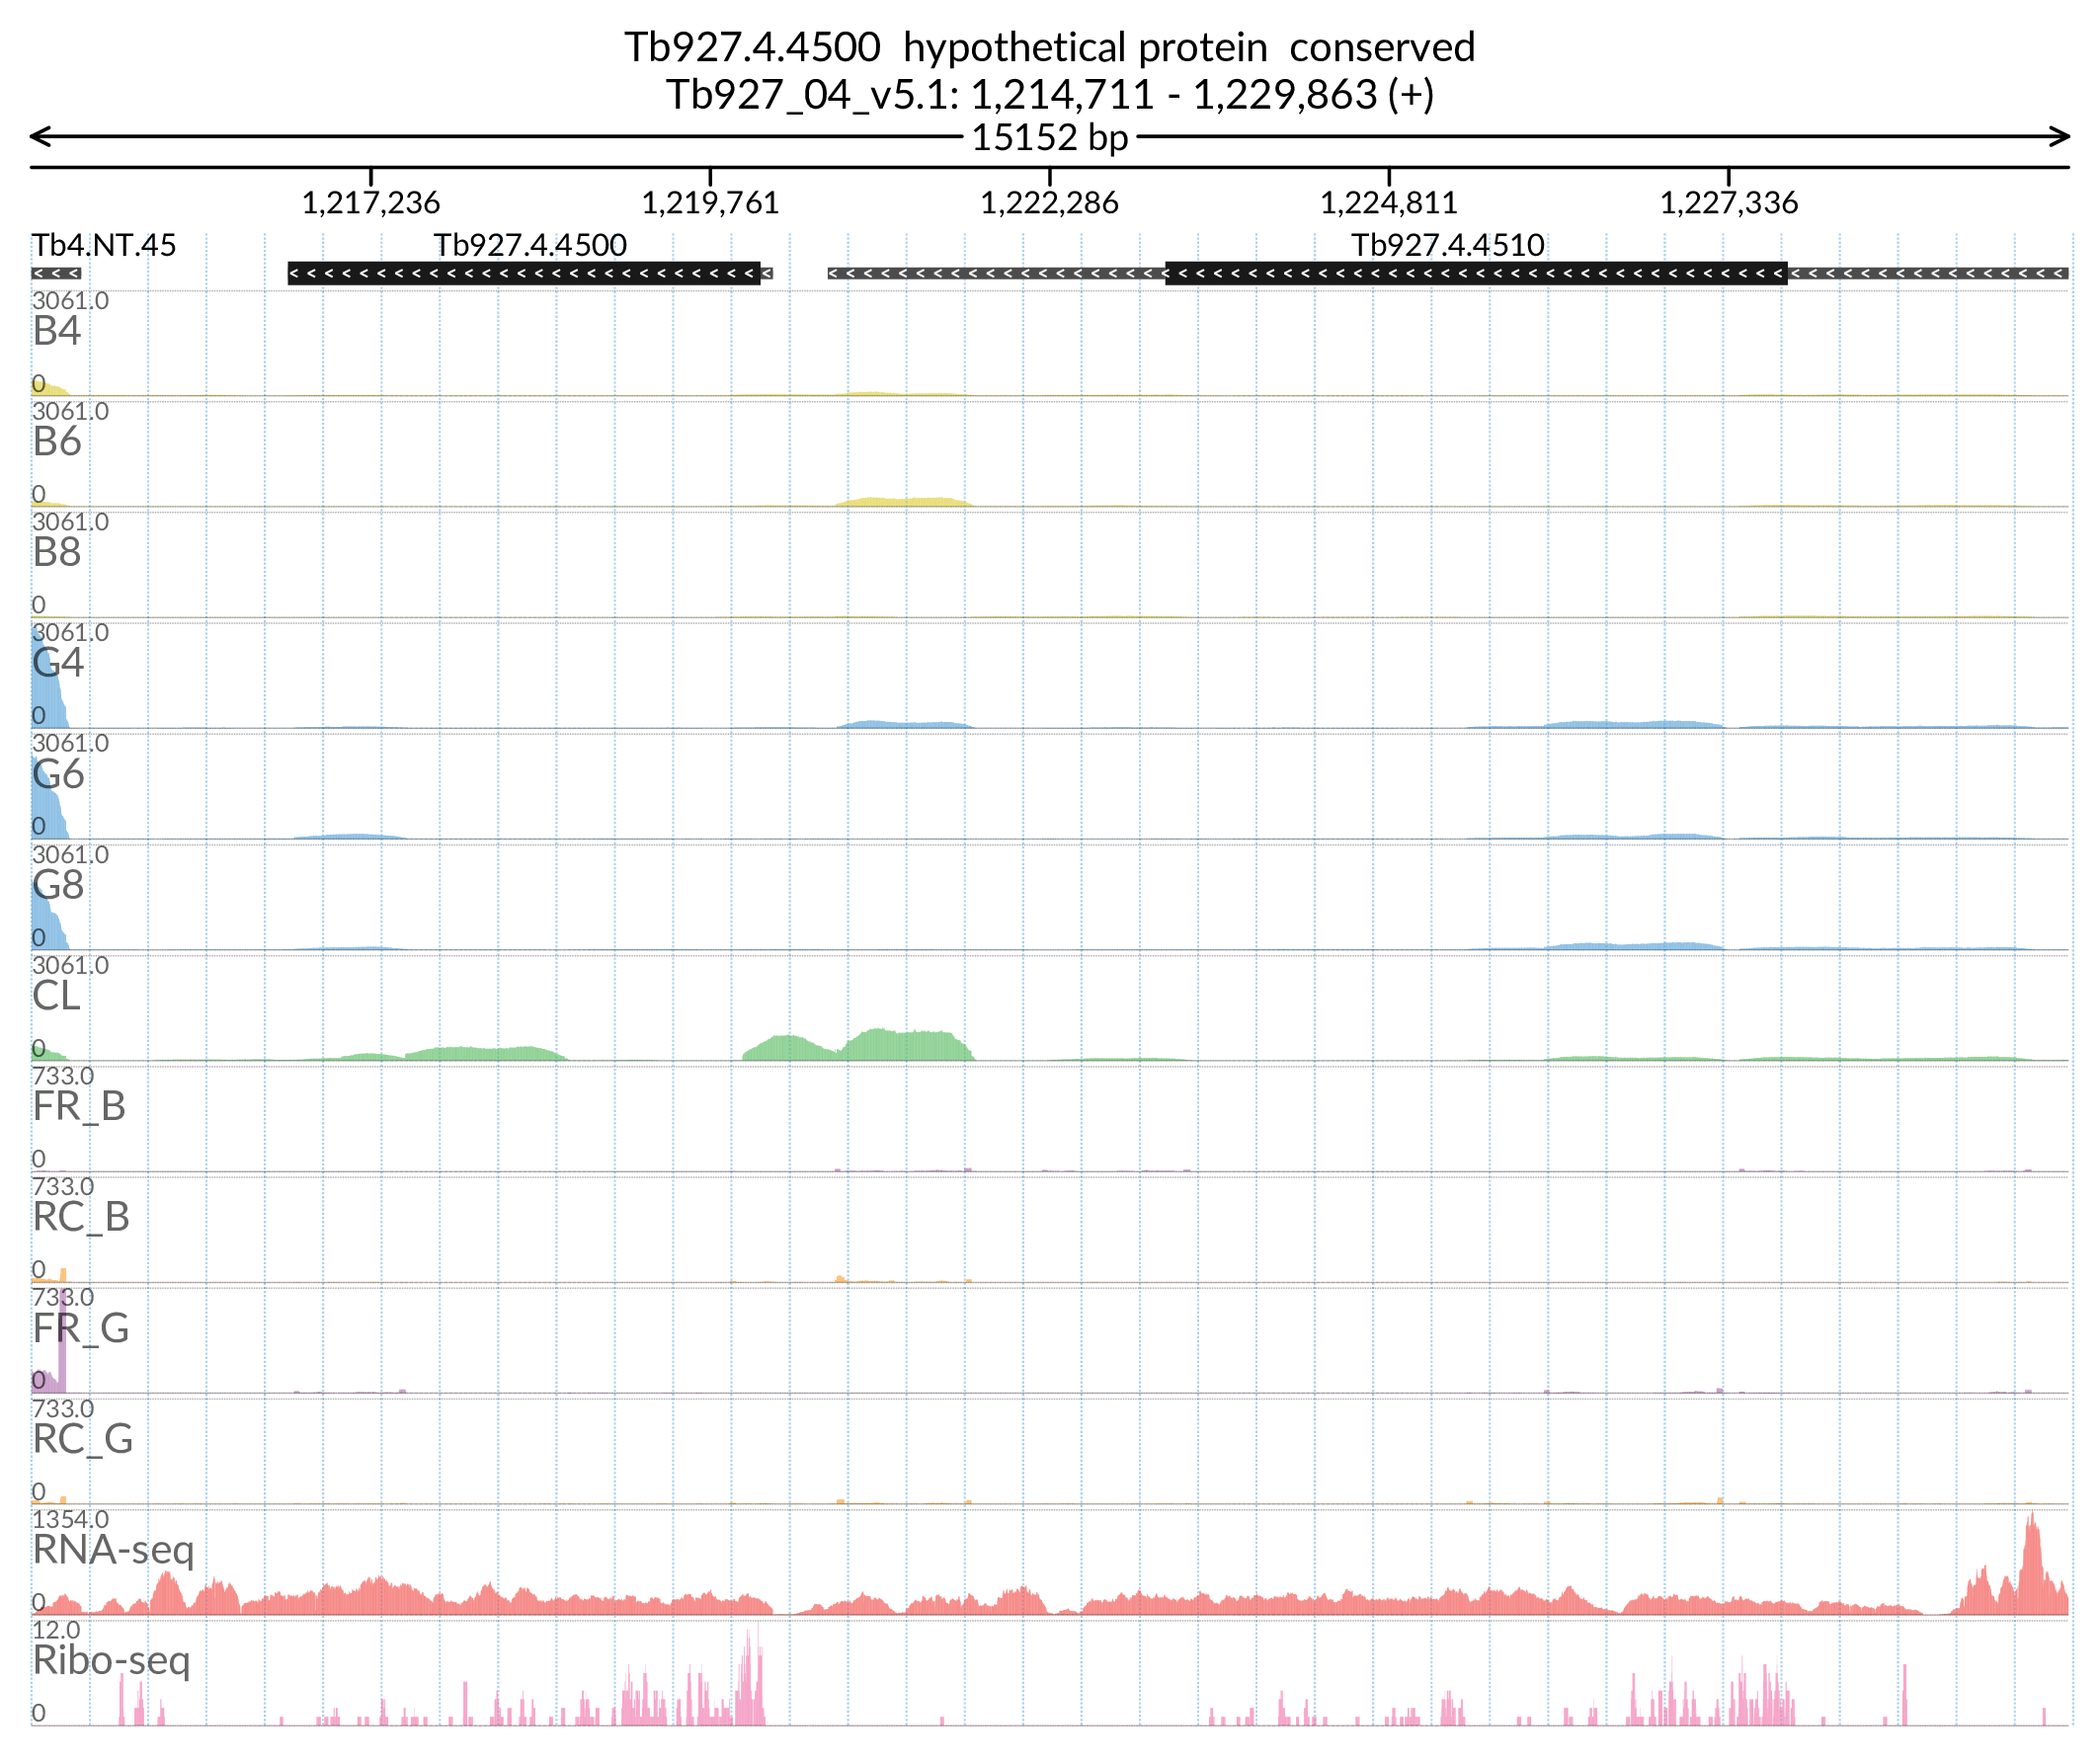 Tb927.4.4500 hypothetical protein conserved
Tb927_04_v5.1: 1,214,711 - 1,229,863 (+)
15152 bp
1,217,236 1,219,761 1,222,286 1,224,811 1,227,336
Tb4.NT.45 Tb927.4.4500 Tb927.4.4510
3061.0
B4
0
3061.0
B6
0
3061.0
B8
0
3061.0
G4
0
3061.0
G6
0
3061.0
G8
0
3061.0
CL
0
733.0
FR_B
0
733.0
RC_B
0
733.0
FR_G
0
733.0
RC_G
0
1354.0
RNA-seq
0
12.0
Ribo-seq
0